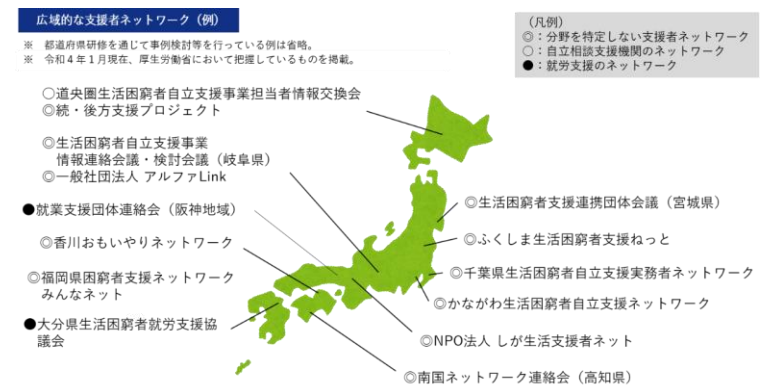 広域的な支援者ネットワーク（例）
※　都道府県研修を通じて事例検討等を行っている例は省略。
※　令和４年１月現在、厚生労働省において把握しているものを掲載。
（凡例）
◎：分野を特定しない支援者ネットワーク
○：自立相談支援機関のネットワーク
●：就労支援のネットワーク
○道央圏生活困窮者自立支援事業担当者情報交換会
◎続・後方支援プロジェクト
◎生活困窮者自立支援事業
情報連絡会議・検討会議（岐阜県）
◎一般社団法人 アルファLink
●就業支援団体連絡会（阪神地域）
◎香川おもいやりネットワーク
◎福岡県困窮者支援ネットワーク
みんなネット
●大分県生活困窮者就労支援協
議会
◎生活困窮者支援連携団体会議（宮城県）
◎ふくしま生活困窮者支援ねっと
◎千葉県生活困窮者自立支援実務者ネットワーク
◎かながわ生活困窮者自立支援ネットワーク
◎NPO法人 しが生活支援者ネット
◎南国ネットワーク連絡会（高知県）